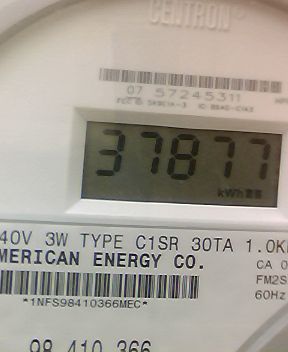 CENTRON®
07 57245311
37877
kWh
40V 3W TYPE C1SR 30TA 1.0K
MERICAN ENERGY CO.
CA 0
FM2S
*1NFS98410366MEC*
60Hz
98 410 366